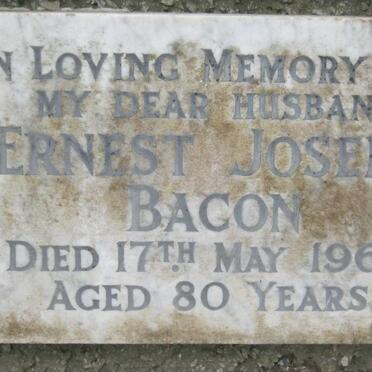 N LOVING MEMORY
MY DEAR HUSBAN
ERNEST JOSEP
BACON
DIED 17TH. MAY 196
AGED 80 YEARS